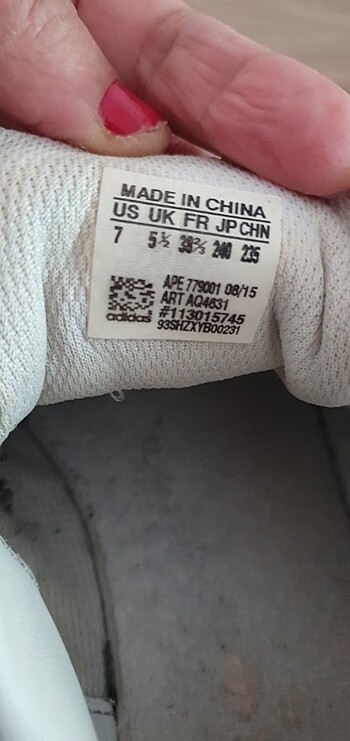 MADE IN CHINA
US UK FR JP CHN
7 5½ 38⅔ 240 235
APE 779001 08/15
ART AQ4631
#113015745
adidas 93SHZXYB00231